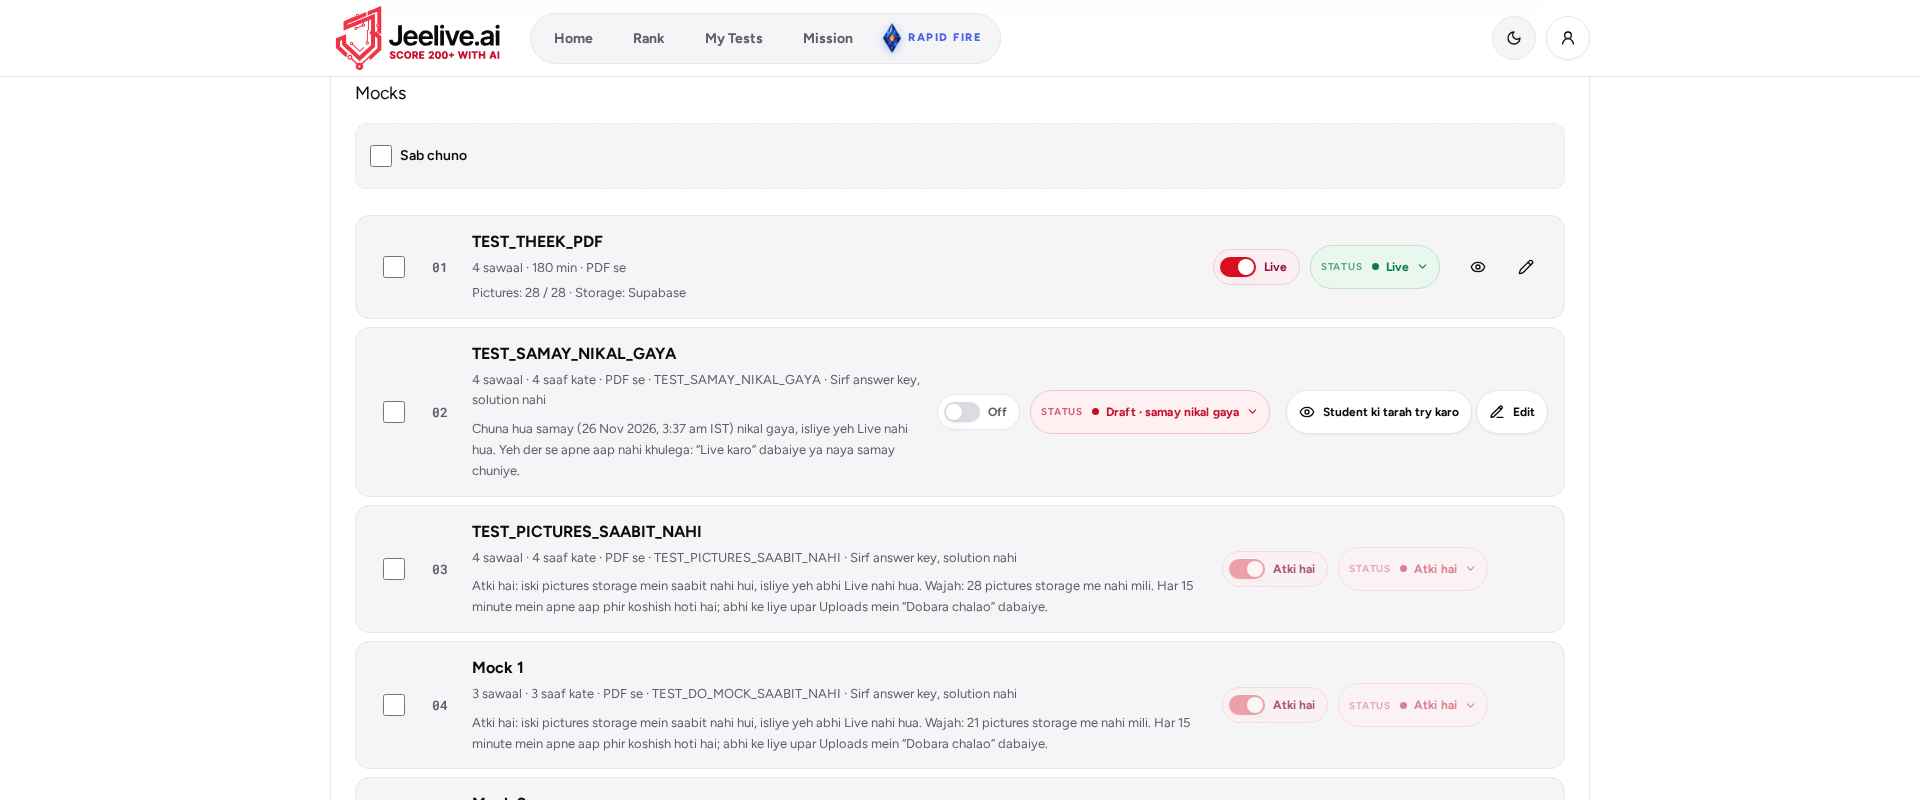 Jeelive.ai
SCORE 200+ WITH AI
Home
Rank
My Tests
Mission
RAPID FIRE
Mocks
Sab chuno
01
TEST_THEEK_PDF
4 sawaal · 180 min · PDF se
Pictures: 28 / 28 · Storage: Supabase
Live
STATUS
Live
02
TEST_SAMAY_NIKAL_GAYA
4 sawaal · 4 saaf kate · PDF se · TEST_SAMAY_NIKAL_GAYA · Sirf answer key,
solution nahi
Chuna hua samay (26 Nov 2026, 3:37 am IST) nikal gaya, isliye yeh Live nahi
hua. Yeh der se apne aap nahi khulega: “Live karo” dabaiye ya naya samay
chuniye.
Off
STATUS
Draft · samay nikal gaya
Student ki tarah try karo
Edit
03
TEST_PICTURES_SAABIT_NAHI
4 sawaal · 4 saaf kate · PDF se · TEST_PICTURES_SAABIT_NAHI · Sirf answer key, solution nahi
Atki hai: iski pictures storage mein saabit nahi hui, isliye yeh abhi Live nahi hua. Wajah: 28 pictures storage me nahi mili. Har 15
minute mein apne aap phir koshish hoti hai; abhi ke liye upar Uploads mein “Dobara chalao” dabaiye.
Atki hai
STATUS
Atki hai
04
Mock 1
3 sawaal · 3 saaf kate · PDF se · TEST_DO_MOCK_SAABIT_NAHI · Sirf answer key, solution nahi
Atki hai: iski pictures storage mein saabit nahi hui, isliye yeh abhi Live nahi hua. Wajah: 21 pictures storage me nahi mili. Har 15
minute mein apne aap phir koshish hoti hai; abhi ke liye upar Uploads mein “Dobara chalao” dabaiye.
Atki hai
STATUS
Atki hai